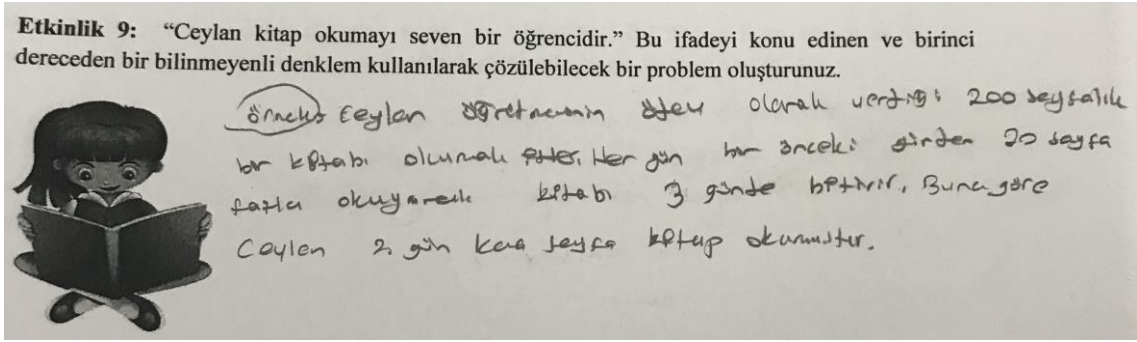 Etkinlik 9: “Ceylan kitap okumayı seven bir öğrencidir.” Bu ifadeyi konu edinen ve birinci
dereceden bir bilinmeyenli denklem kullanılarak çözülebilecek bir problem oluşturunuz.
örnek: Ceylan öğretmenin ödev olarak verdiği 200 sayfalık
bir kitabı okumak ister. Her gün bir önceki günden 20 sayfa
fazla okuyarak kitabı 3 günde bitirir. Buna göre
Ceylan 2. gün kaç sayfa kitap okumuştur.